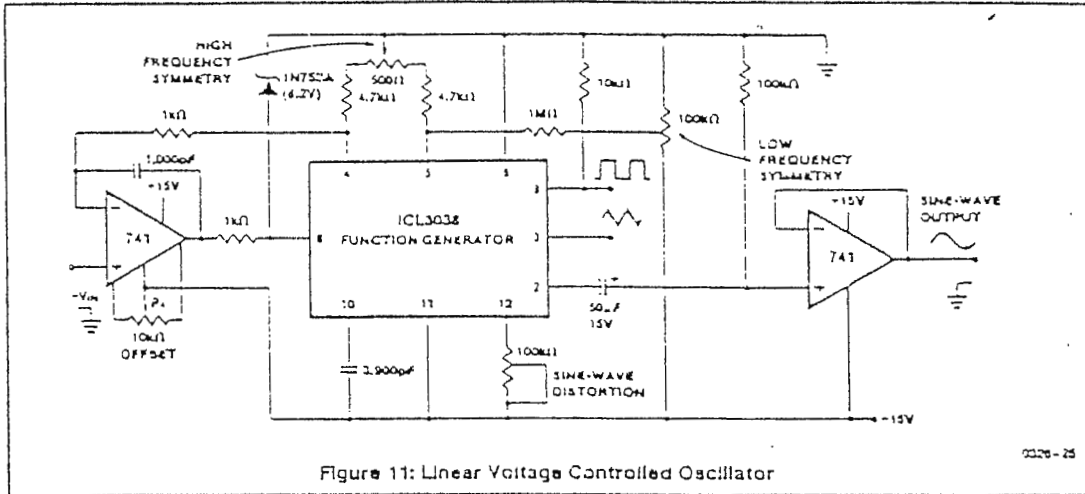 HIGH
FREQUENCY
SYMMETRY
1N752A
(6.2V)
500Ω
4.7kΩ
4.7kΩ
10kΩ
100kΩ
1kΩ
1MΩ
100kΩ
LOW
FREQUENCY
SYMMETRY
1,000pF
-15V
741
1kΩ
4
5
6
8
ICL8038
FUNCTION GENERATOR
9
3
2
10
11
12
-15V
741
SINE-WAVE
OUTPUT
-VIN
10kΩ
OFFSET
3,900pF
100kΩ
SINE-WAVE
DISTORTION
50µF
15V
-15V
0326-25
Figure 11: Linear Voltage Controlled Oscillator